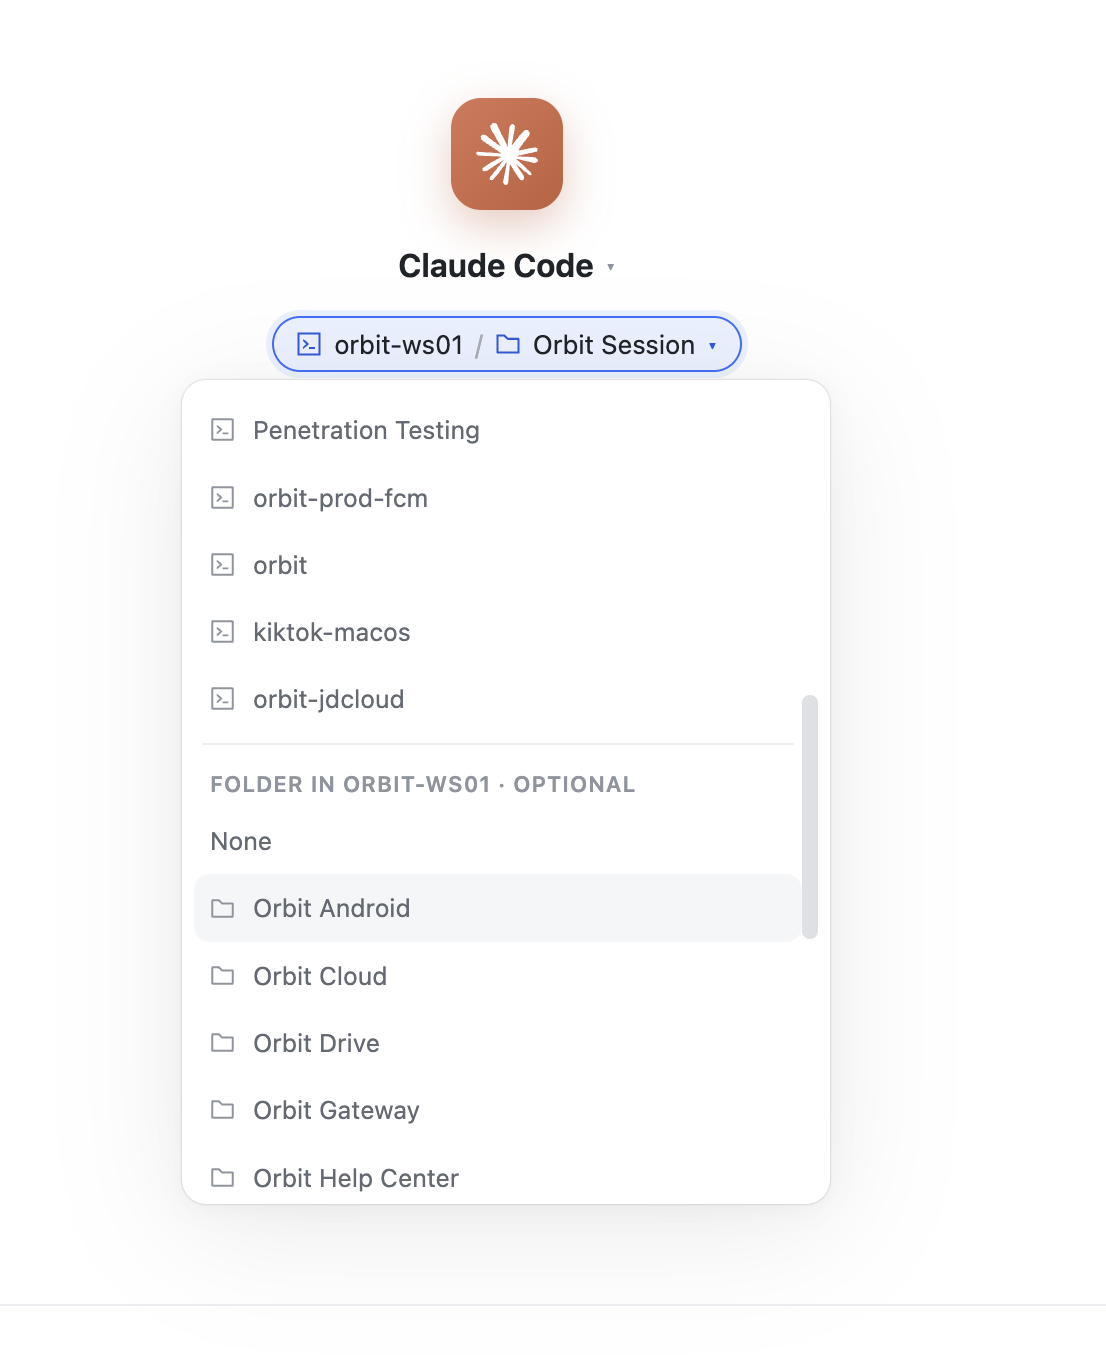 Claude Code
orbit-ws01 / Orbit Session
Penetration Testing
orbit-prod-fcm
orbit
kiktok-macos
orbit-jdcloud
FOLDER IN ORBIT-WS01 · OPTIONAL
None
Orbit Android
Orbit Cloud
Orbit Drive
Orbit Gateway
Orbit Help Center